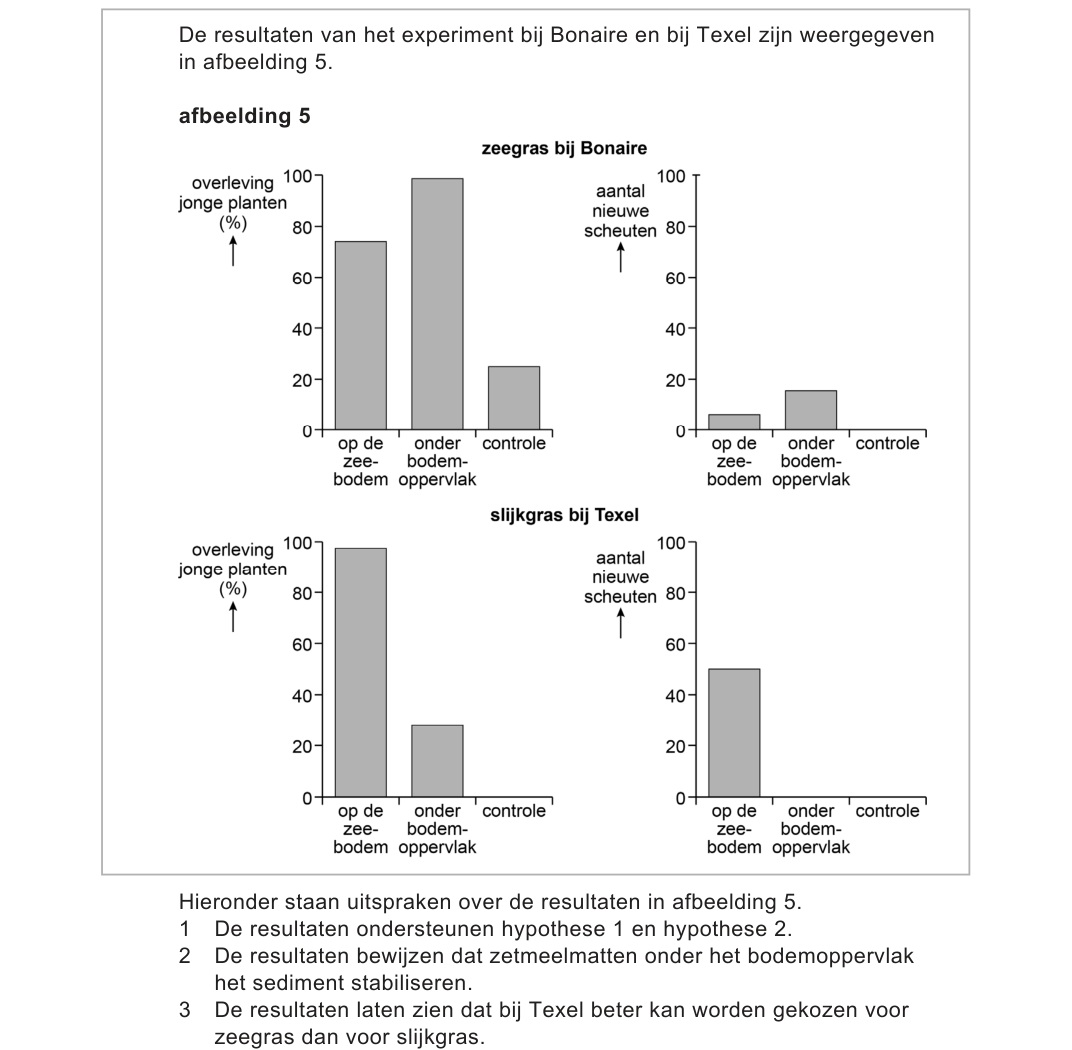 De resultaten van het experiment bij Bonaire en bij Texel zijn weergegeven
in afbeelding 5.
afbeelding 5
zeegras bij Bonaire
overleving
jonge planten
(%)
100
80
60
40
20
0
op de
zee-
bodem
onder
bodem-
oppervlak
controle
aantal
nieuwe
scheuten
100
80
60
40
20
0
op de
zee-
bodem
onder
bodem-
oppervlak
controle
slijkgras bij Texel
overleving
jonge planten
(%)
100
80
60
40
20
0
op de
zee-
bodem
onder
bodem-
oppervlak
controle
aantal
nieuwe
scheuten
100
80
60
40
20
0
op de
zee-
bodem
onder
bodem-
oppervlak
controle
Hieronder staan uitspraken over de resultaten in afbeelding 5.
1 De resultaten ondersteunen hypothese 1 en hypothese 2.
2 De resultaten bewijzen dat zetmeelmatten onder het bodemoppervlak
het sediment stabiliseren.
3 De resultaten laten zien dat bij Texel beter kan worden gekozen voor
zeegras dan voor slijkgras.